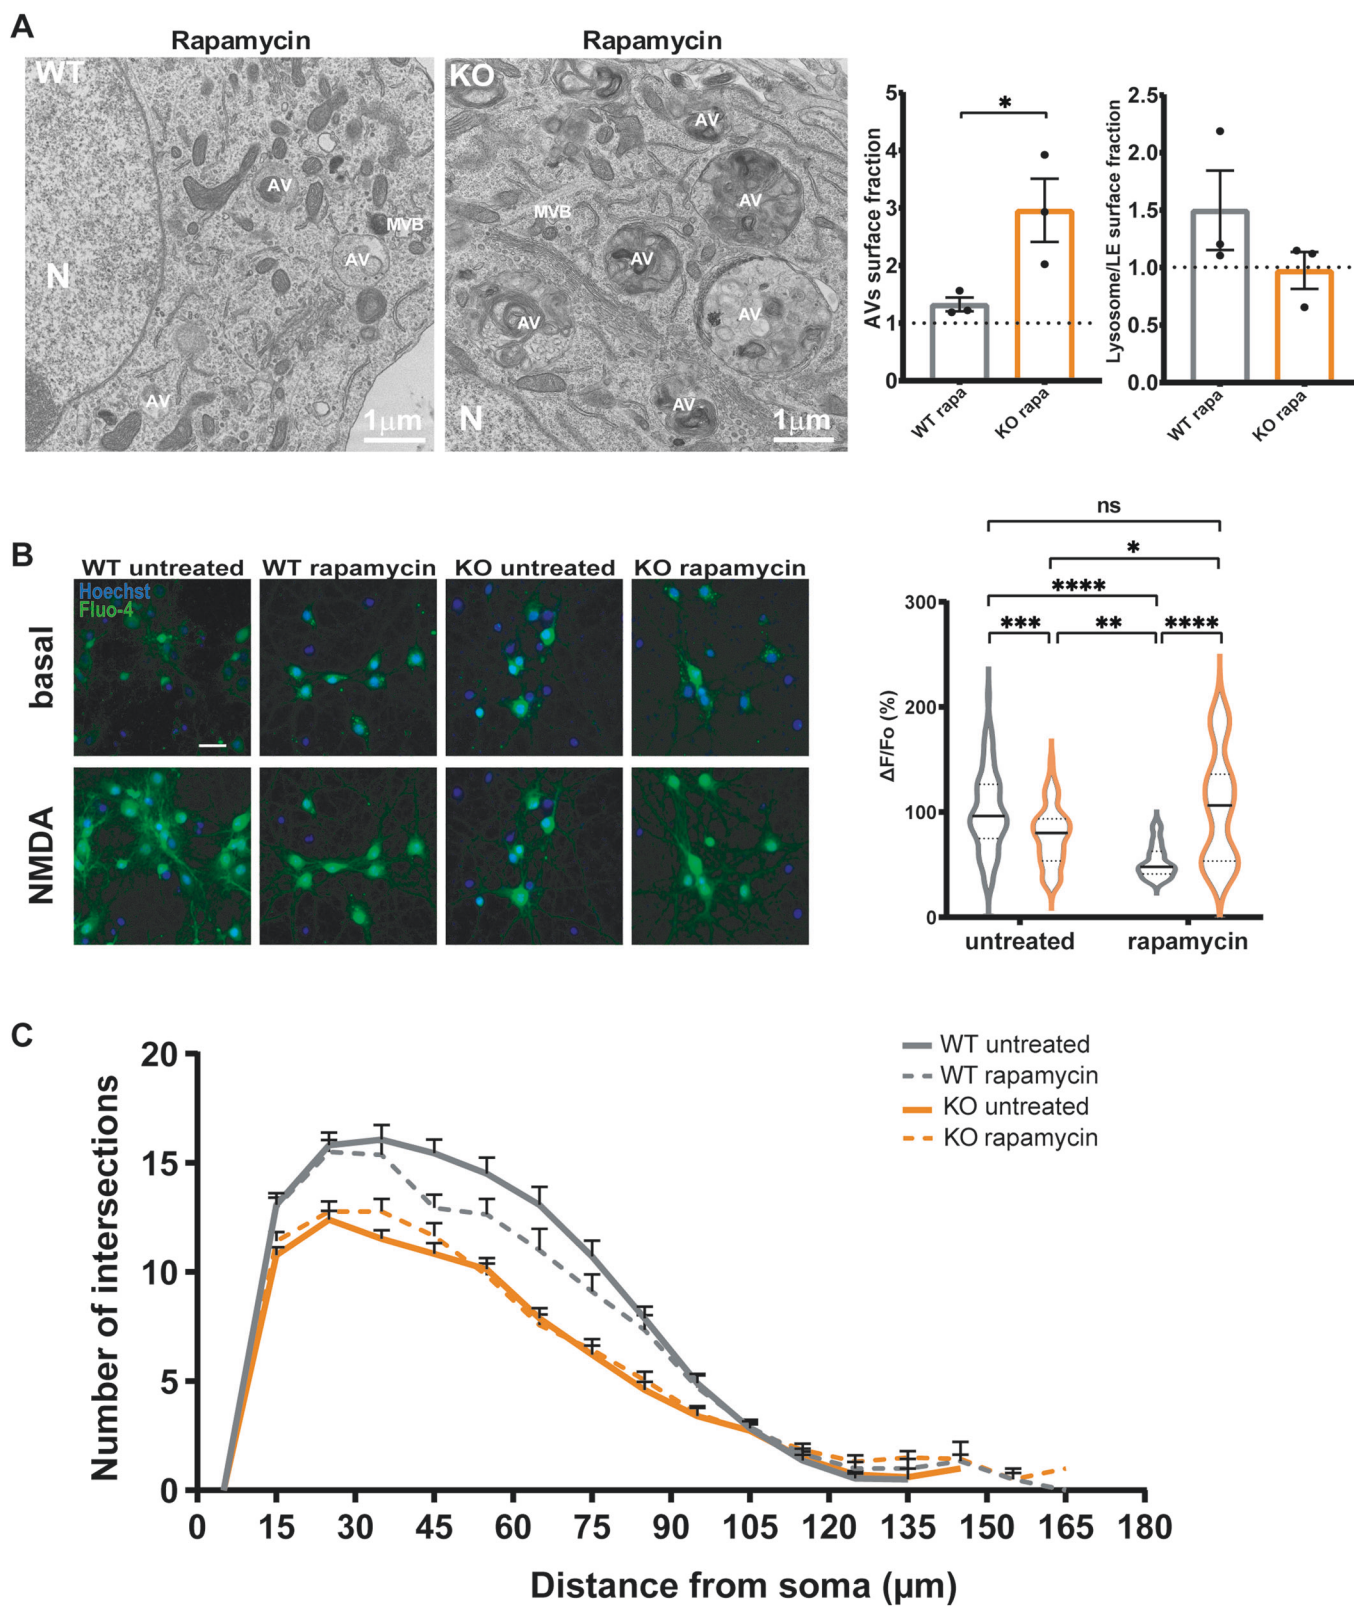 A
Rapamycin
Rapamycin
WT
AV
MVB
AV
N
AV
1µm
KO
AV
AV
MVB
AV
AV
AV
AV
N
1µm
AVs surface fraction
5
4
3
2
1
0
*
WT rapa
KO rapa
Lysosome/LE surface fraction
2.5
2.0
1.5
1.0
0.5
0.0
WT rapa
KO rapa
B
WT untreated
WT rapamycin
KO untreated
KO rapamycin
Hoechst
Fluo-4
basal
NMDA
ns
*
****
***
**
****
ΔF/Fo (%)
300
200
100
0
untreated
rapamycin
C
WT untreated
WT rapamycin
KO untreated
KO rapamycin
Number of intersections
20
15
10
5
0
0 15 30 45 60 75 90 105 120 135 150 165 180
Distance from soma (µm)